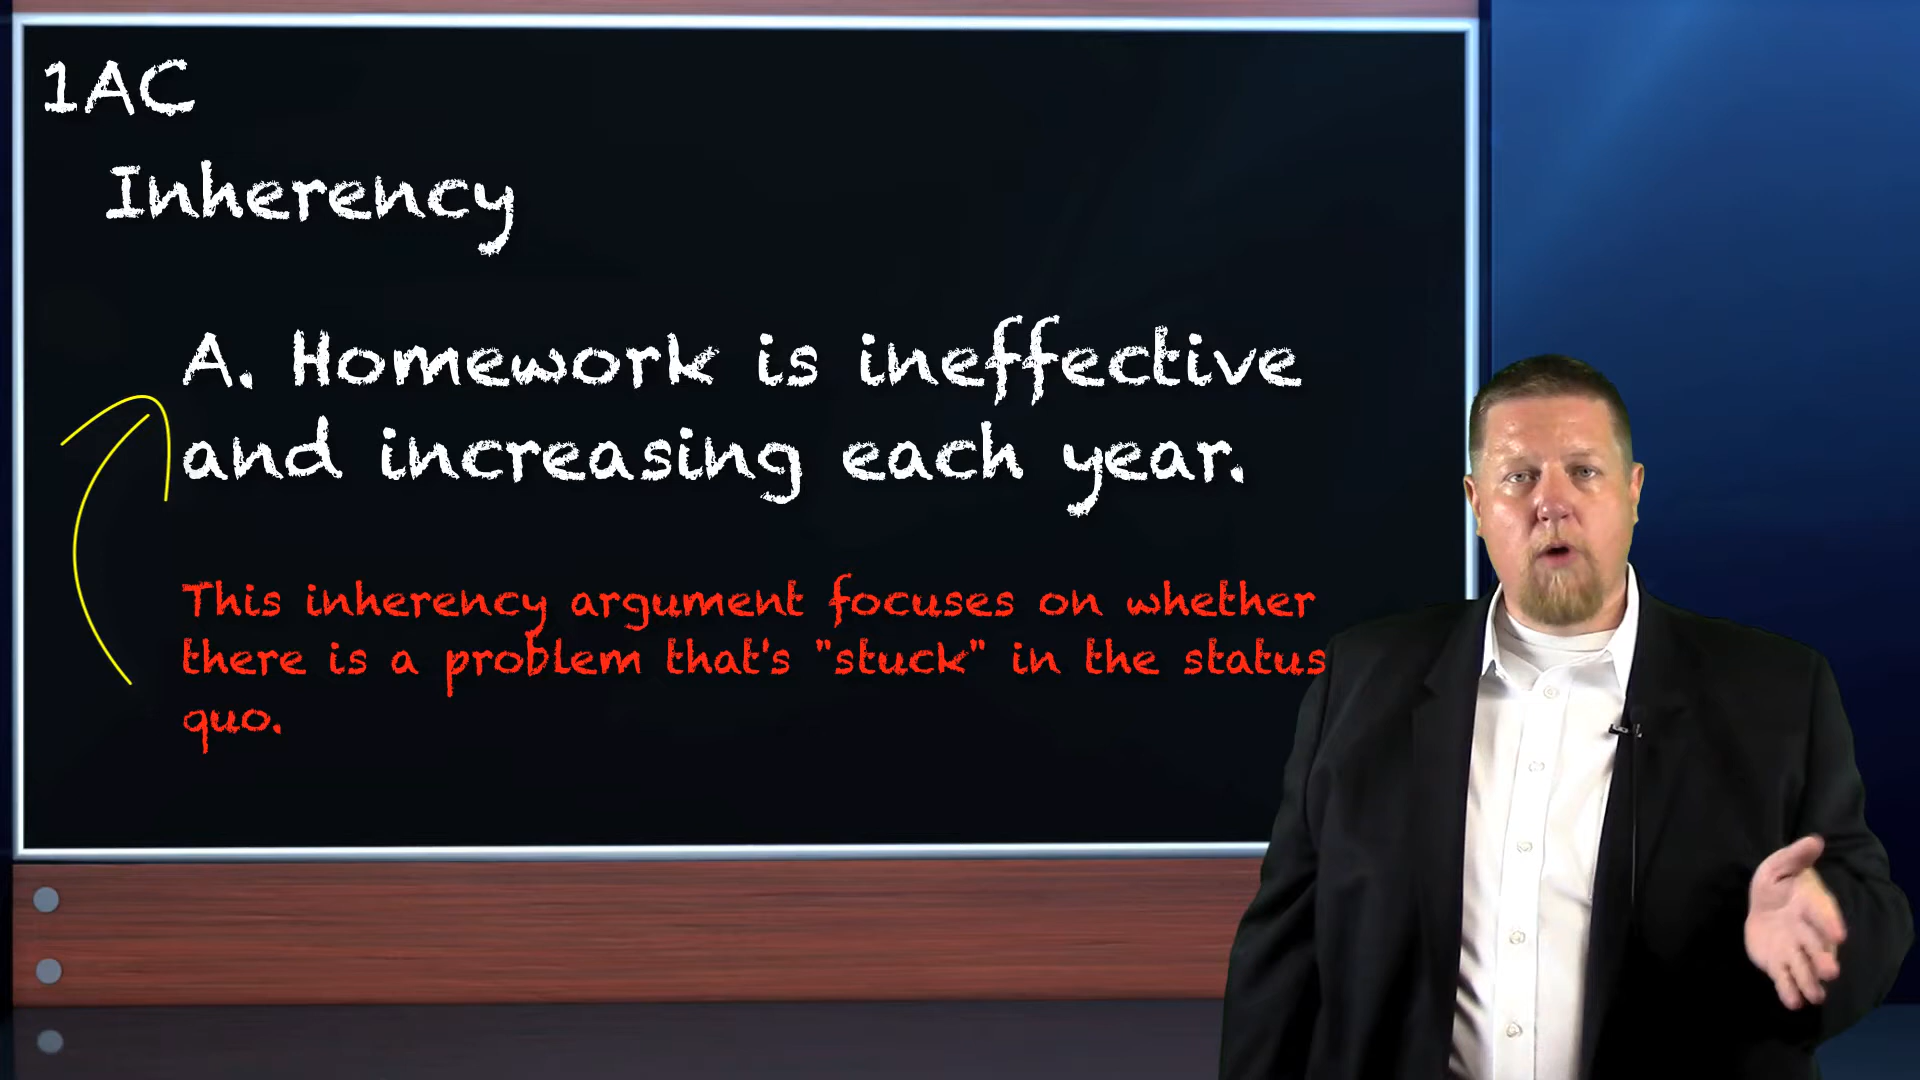 1AC
Inherency
A. Homework is ineffective
and increasing each year.
This inherency argument focuses on whether
there is a problem that's "stuck" in the status
quo.